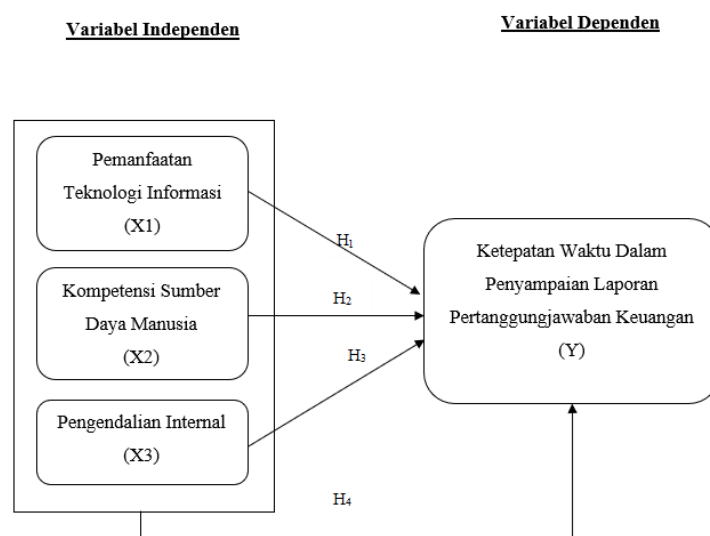 Variabel Independen
Variabel Dependen
Pemanfaatan
Teknologi Informasi
(X1)
H1
Kompetensi Sumber
Daya Manusia
(X2)
H2
H3
Pengendalian Internal
(X3)
Ketepatan Waktu Dalam
Penyampaian Laporan
Pertanggungjawaban Keuangan
(Y)
H4